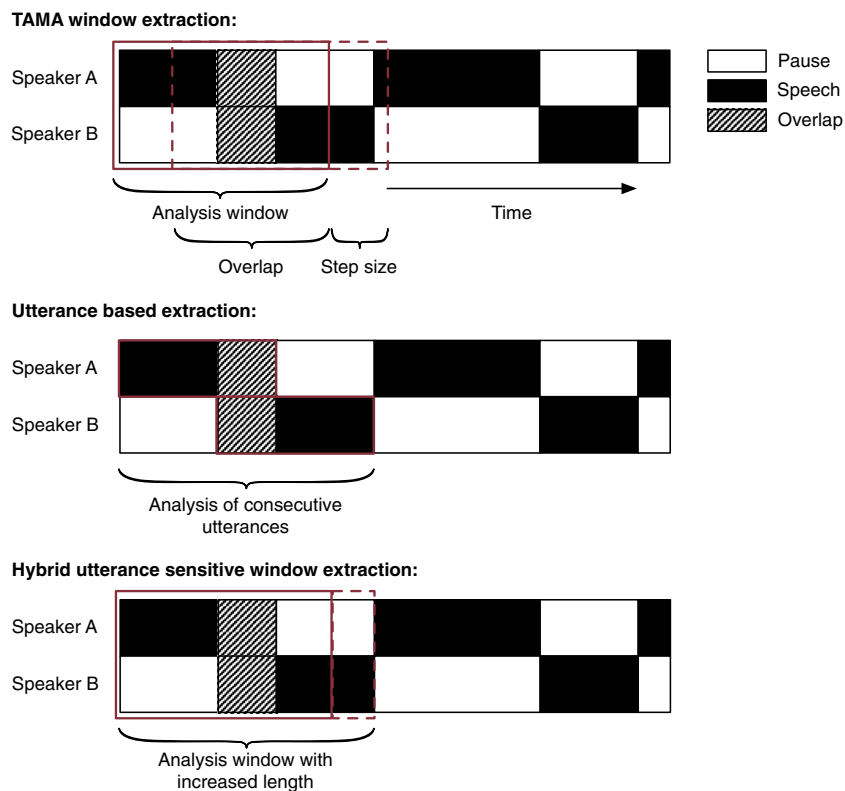 TAMA window extraction:
Speaker A
Speaker B
Pause
Speech
Overlap
Analysis window
Time
Overlap
Step size
Utterance based extraction:
Speaker A
Speaker B
Analysis of consecutive
utterances
Hybrid utterance sensitive window extraction:
Speaker A
Speaker B
Analysis window with
increased length